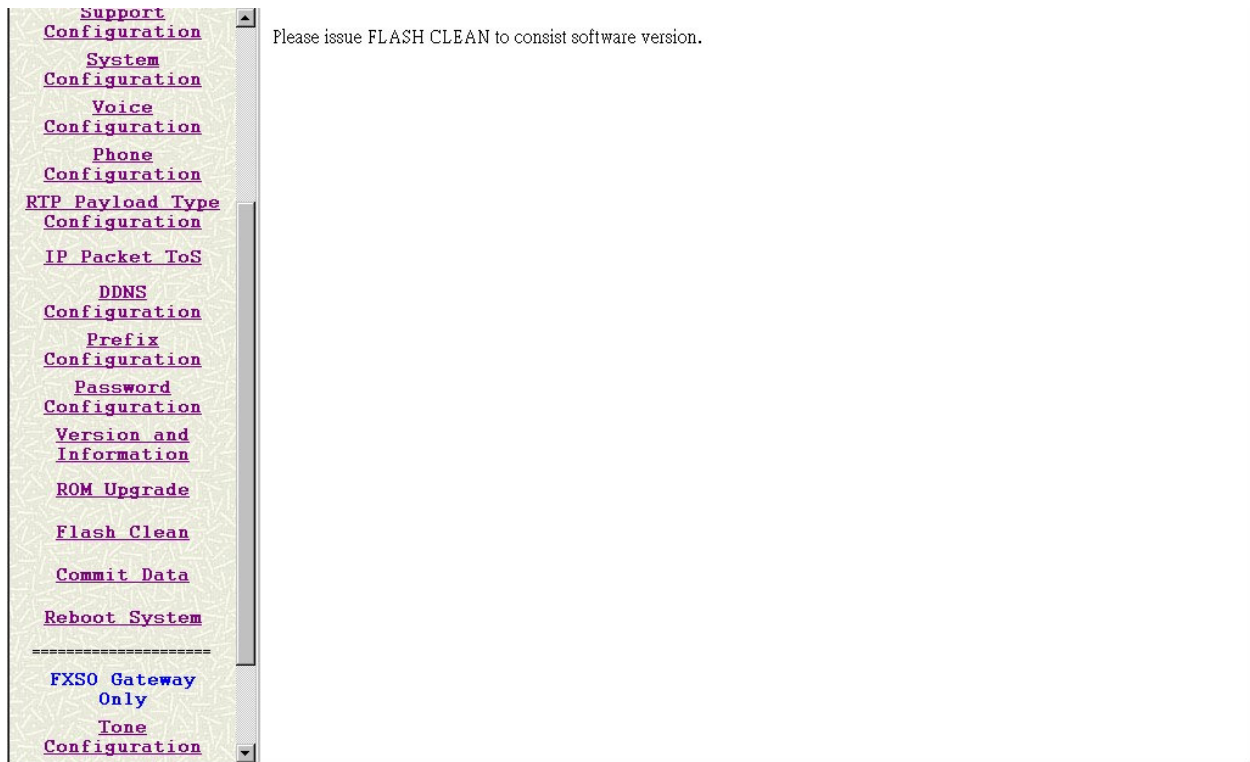 Support
Configuration
System
Configuration
Voice
Configuration
Phone
Configuration
RTP Payload Type
Configuration
IP Packet ToS
DDNS
Configuration
Prefix
Configuration
Password
Configuration
Version and
Information
ROM Upgrade
Flash Clean
Commit Data
Reboot System
=====================
FXSO Gateway
Only
Tone
Configuration
Please issue FLASH CLEAN to consist software version.